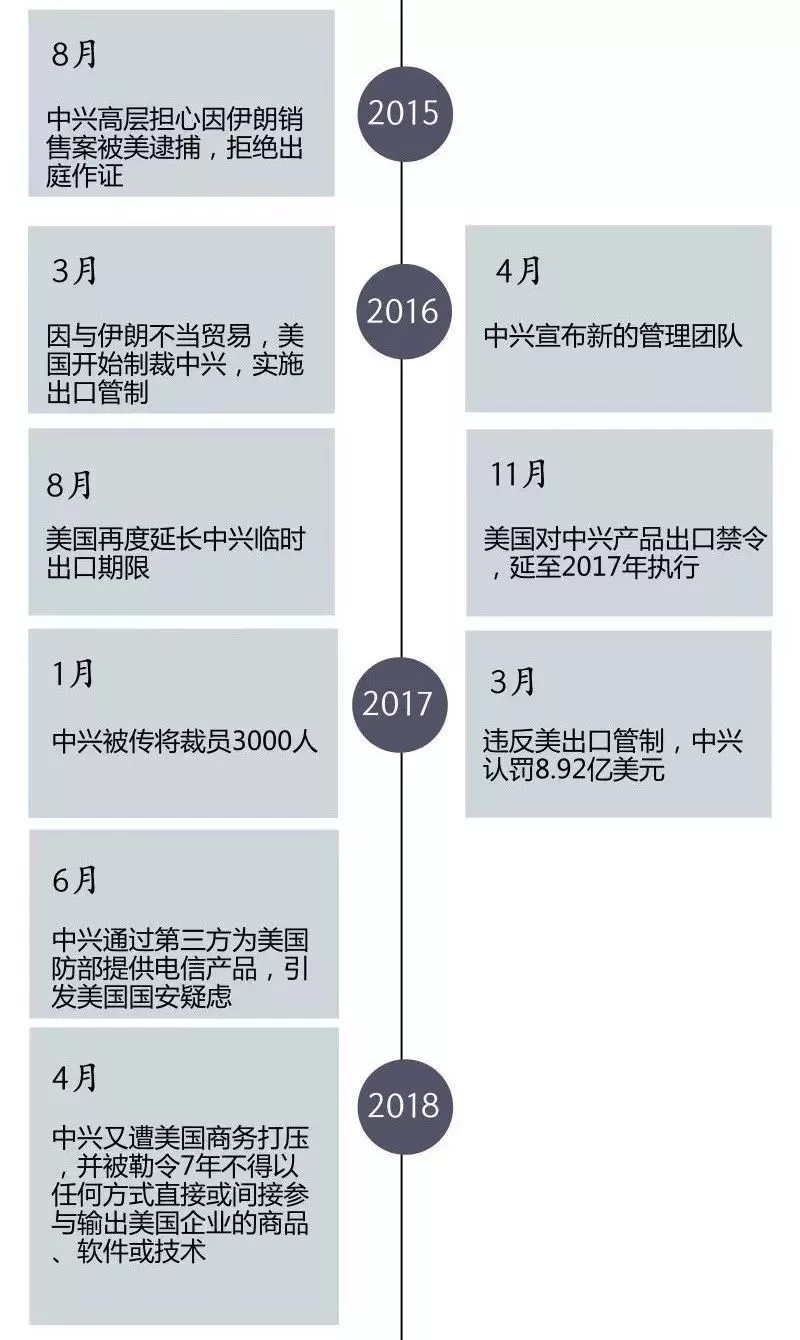 8月
中兴高层担心因伊朗销
售案被美逮捕，拒绝出
庭作证
2015
3月
因与伊朗不当贸易，美
国开始制裁中兴，实施
出口管制
2016
4月
中兴宣布新的管理团队
8月
美国再度延长中兴临时
出口期限
11月
美国对中兴产品出口禁令
，延至2017年执行
1月
中兴被传将裁员3000人
2017
3月
违反美出口管制，中兴
认罚8.92亿美元
6月
中兴通过第三方为美国
防部提供电信产品，引
发美国国安疑虑
4月
中兴又遭美国商务打压
，并被勒令7年不得以
任何方式直接或间接参
与输出美国企业的商品
、软件或技术
2018